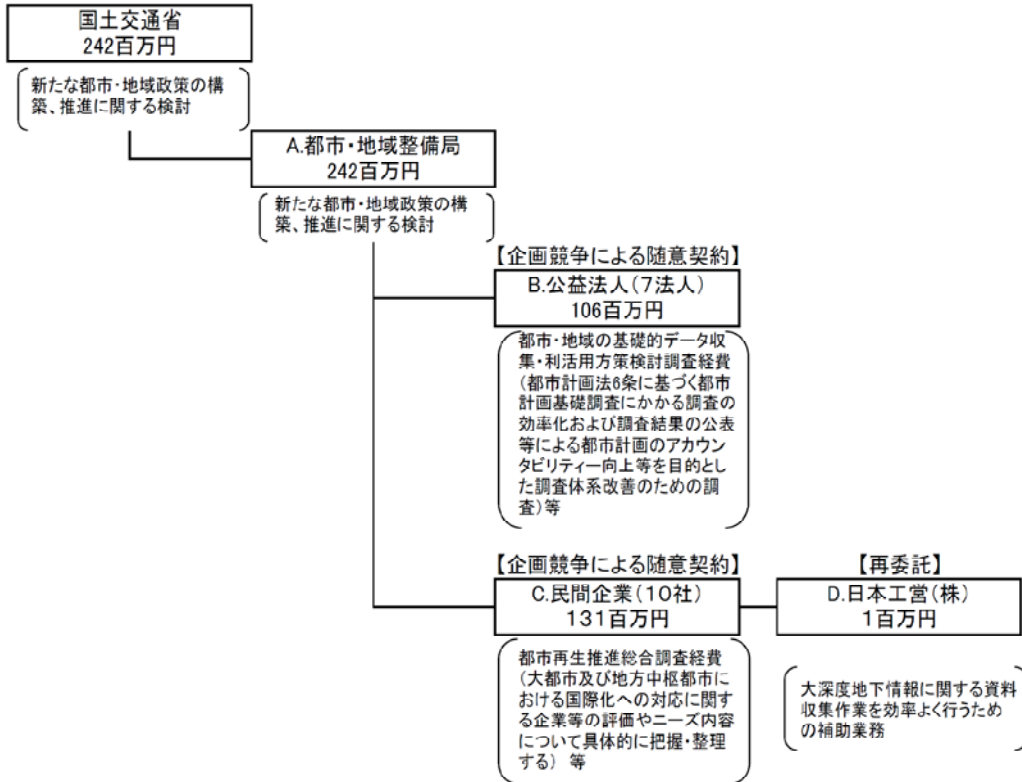 国土交通省
242百万円
新たな都市・地域政策の構
築、推進に関する検討
A.都市・地域整備局
242百万円
新たな都市・地域政策の構
築、推進に関する検討
【企画競争による随意契約】
B.公益法人(7法人)
106百万円
都市・地域の基礎的データ収
集・利活用方策検討調査経費
(都市計画法6条に基づく都市
計画基礎調査にかかる調査の
効率化および調査結果の公表
等による都市計画のアカウン
タビリティー向上等を目的とし
た調査体系改善のための調
査)等
【企画競争による随意契約】
C.民間企業(10社)
131百万円
都市再生推進総合調査経費
(大都市及び地方中枢都市に
おける国際化への対応に関す
る企業等の評価やニーズ内容
について具体的に把握・整理
する) 等
【再委託】
D.日本工営(株)
1百万円
大深度地下情報に関する資料
収集作業を効率よく行うため
の補助業務